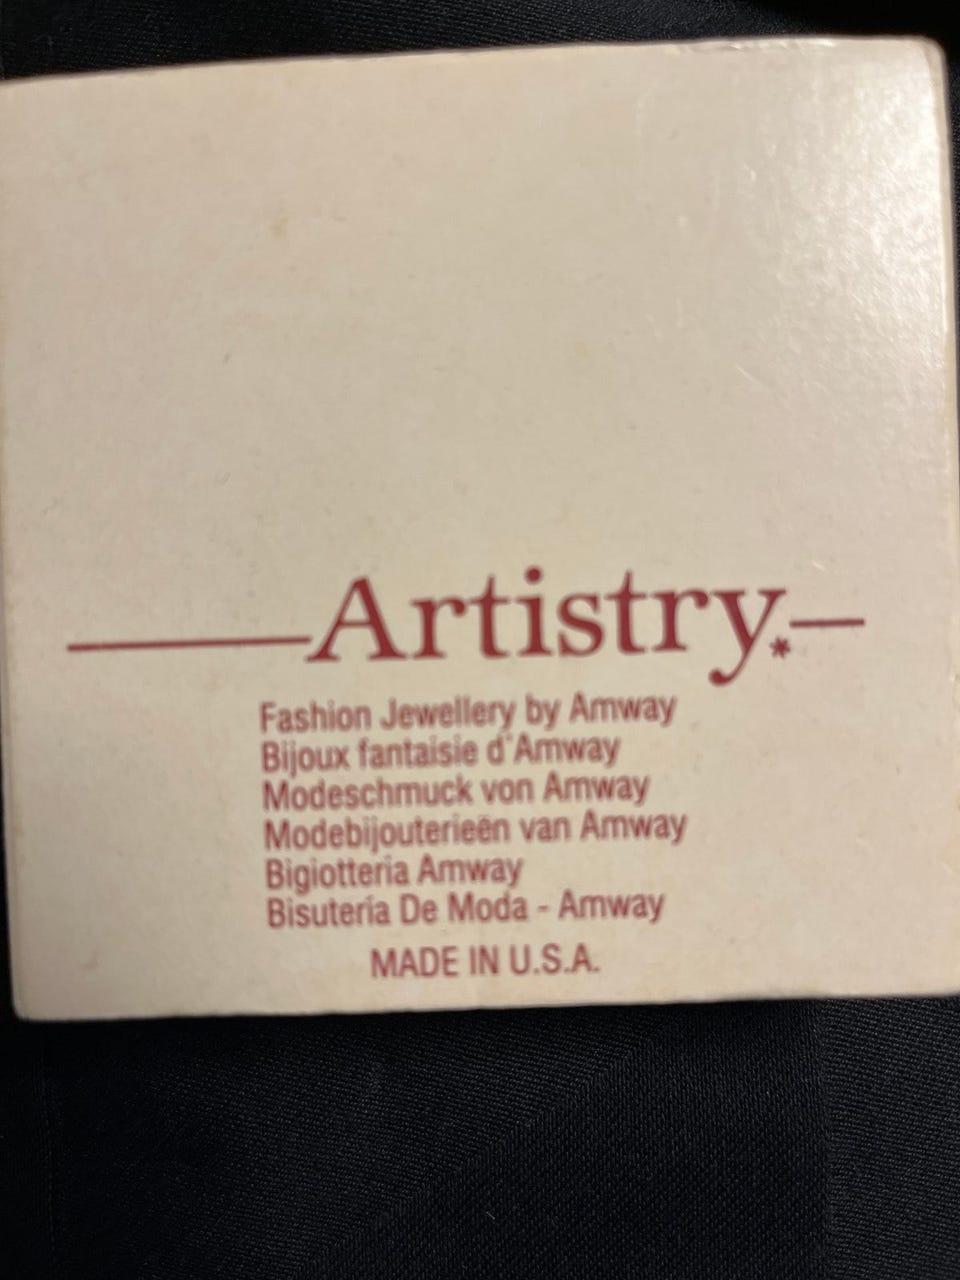 Artistry*
Fashion Jewellery by Amway
Bijoux fantaisie d'Amway
Modeschmuck von Amway
Modebijouterieën van Amway
Bigiotteria Amway
Bisutería De Moda - Amway
MADE IN U.S.A.